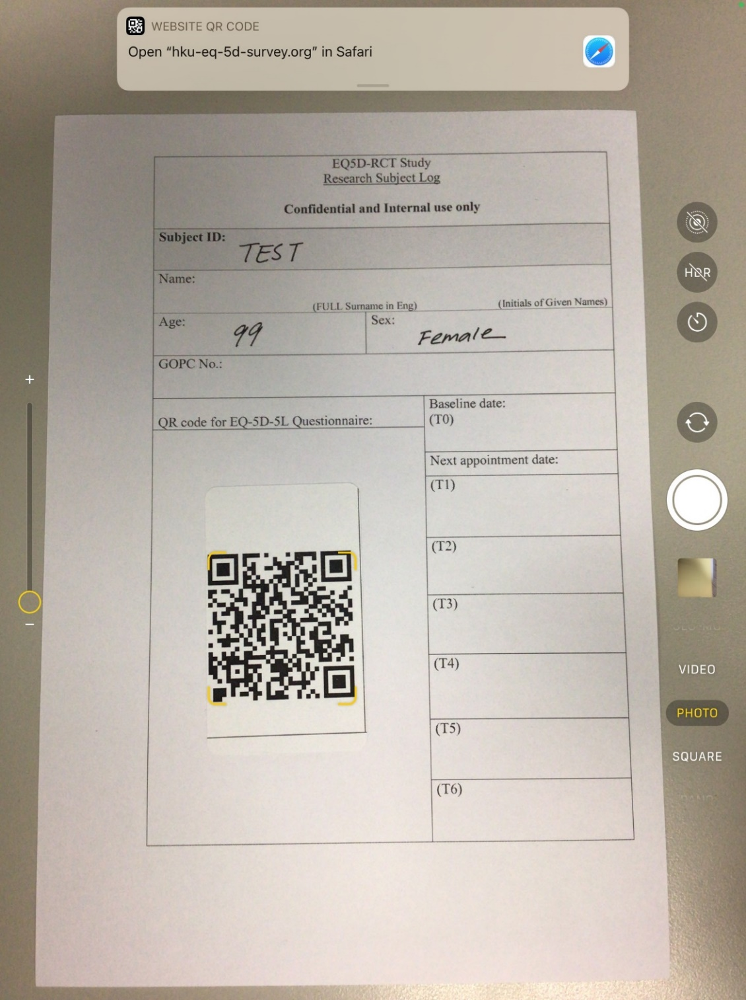 WEBSITE QR CODE
Open “hku-eq-5d-survey.org” in Safari
EQ5D-RCT Study
Research Subject Log
Confidential and Internal use only
Subject ID: TEST
Name:
(FULL Surname in Eng) (Initials of Given Names)
Age: 99 Sex: Female
GOPC No.:
QR code for EQ-5D-5L Questionnaire:
Baseline date:
(T0)
Next appointment date:
(T1)
(T2)
(T3)
(T4)
(T5)
(T6)
HDR
VIDEO
PHOTO
SQUARE